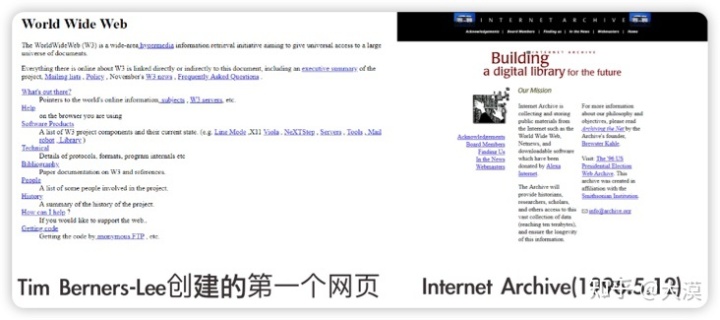 World Wide Web
The WorldWideWeb (W3) is a wide-area hypermedia information retrieval initiative aiming to give universal access to a large
universe of documents.
Everything there is online about W3 is linked directly or indirectly to this document, including an executive summary of the
project, Mailing lists , Policy , November's W3 news , Frequently Asked Questions .
What's out there?
Pointers to the world's online information, subjects , W3 servers, etc.
Help
on the browser you are using
Software Products
A list of W3 project components and their current state. (e.g. Line Mode ,X11 Viola , NeXTStep , Servers , Tools , Mail
robot , Library )
Technical
Details of protocols, formats, program internals etc
Bibliography
Paper documentation on W3 and references.
People
A list of some people involved in the project.
History
A summary of the history of the project.
How can I help ?
If you would like to support the web..
Getting code
Getting the code by anonymous FTP , etc.
Tim Berners-Lee创建的第一个网页
INTERNET ARCHIVE
Acknowledgements | Board Members | Finding us | In the News | Webmasters | Home
INTERNET ARCHIVE
Building
a digital library for the future
Our Mission
Acknowledgements
Board Members
Finding Us
In the News
Webmasters
Internet Archive is
collecting and storing
public materials from
the Internet such as the
World Wide Web,
Netnews, and
downloadable software
which have been
donated by Alexa
Internet
The Archive will
provide historians,
researchers, scholars,
and others access to this
vast collection of data
(reaching ten terabytes),
and ensure the longevity
of this information.
For more information
about our philosophy and
objectives, please read
Archiving the Net by the
Archive's founder,
Brewster Kahle.
Visit The '96 US
Presidential Election
Web Archive. This
archive was created in
affiliation with the
Smithsonian Institution.
info@archive.org
Internet Archive
知乎 @大漠